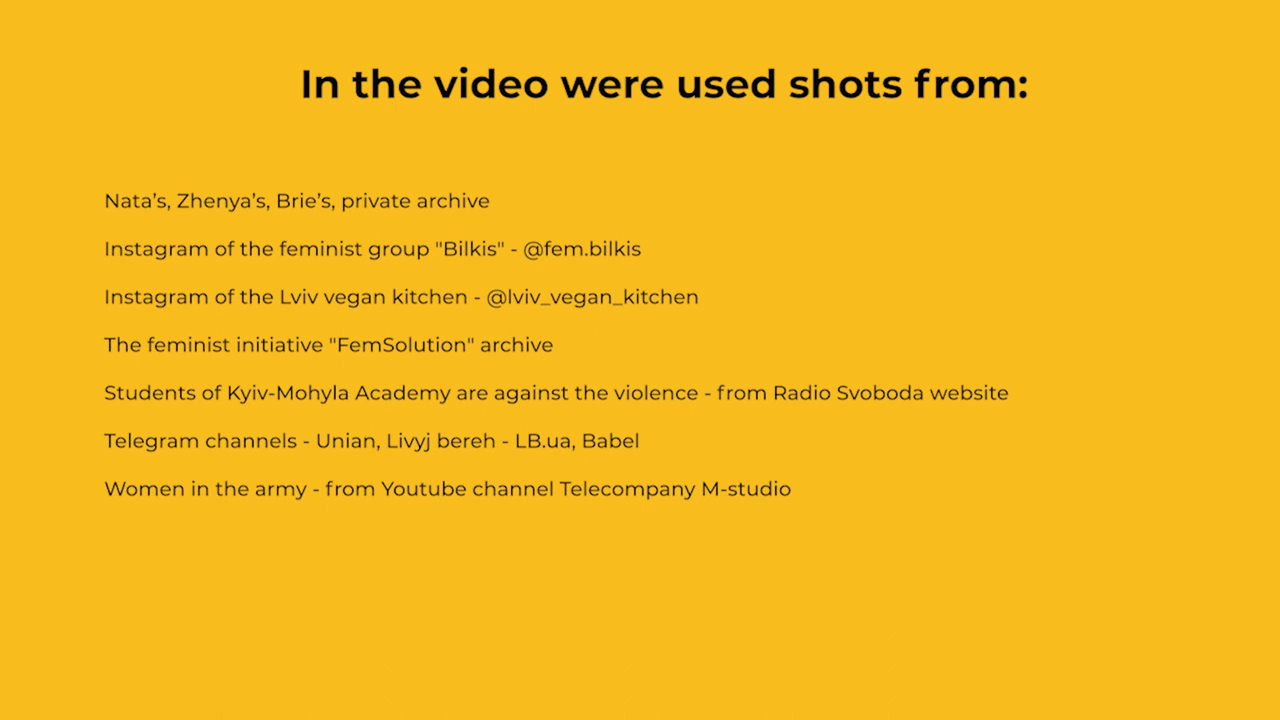 In the video were used shots from:
Nata’s, Zhenya’s, Brie’s, private archive
Instagram of the feminist group "Bilkis" - @fem.bilkis
Instagram of the Lviv vegan kitchen - @lviv_vegan_kitchen
The feminist initiative "FemSolution" archive
Students of Kyiv-Mohyla Academy are against the violence - from Radio Svoboda website
Telegram channels - Unian, Livyj bereh - LB.ua, Babel
Women in the army - from Youtube channel Telecompany M-studio